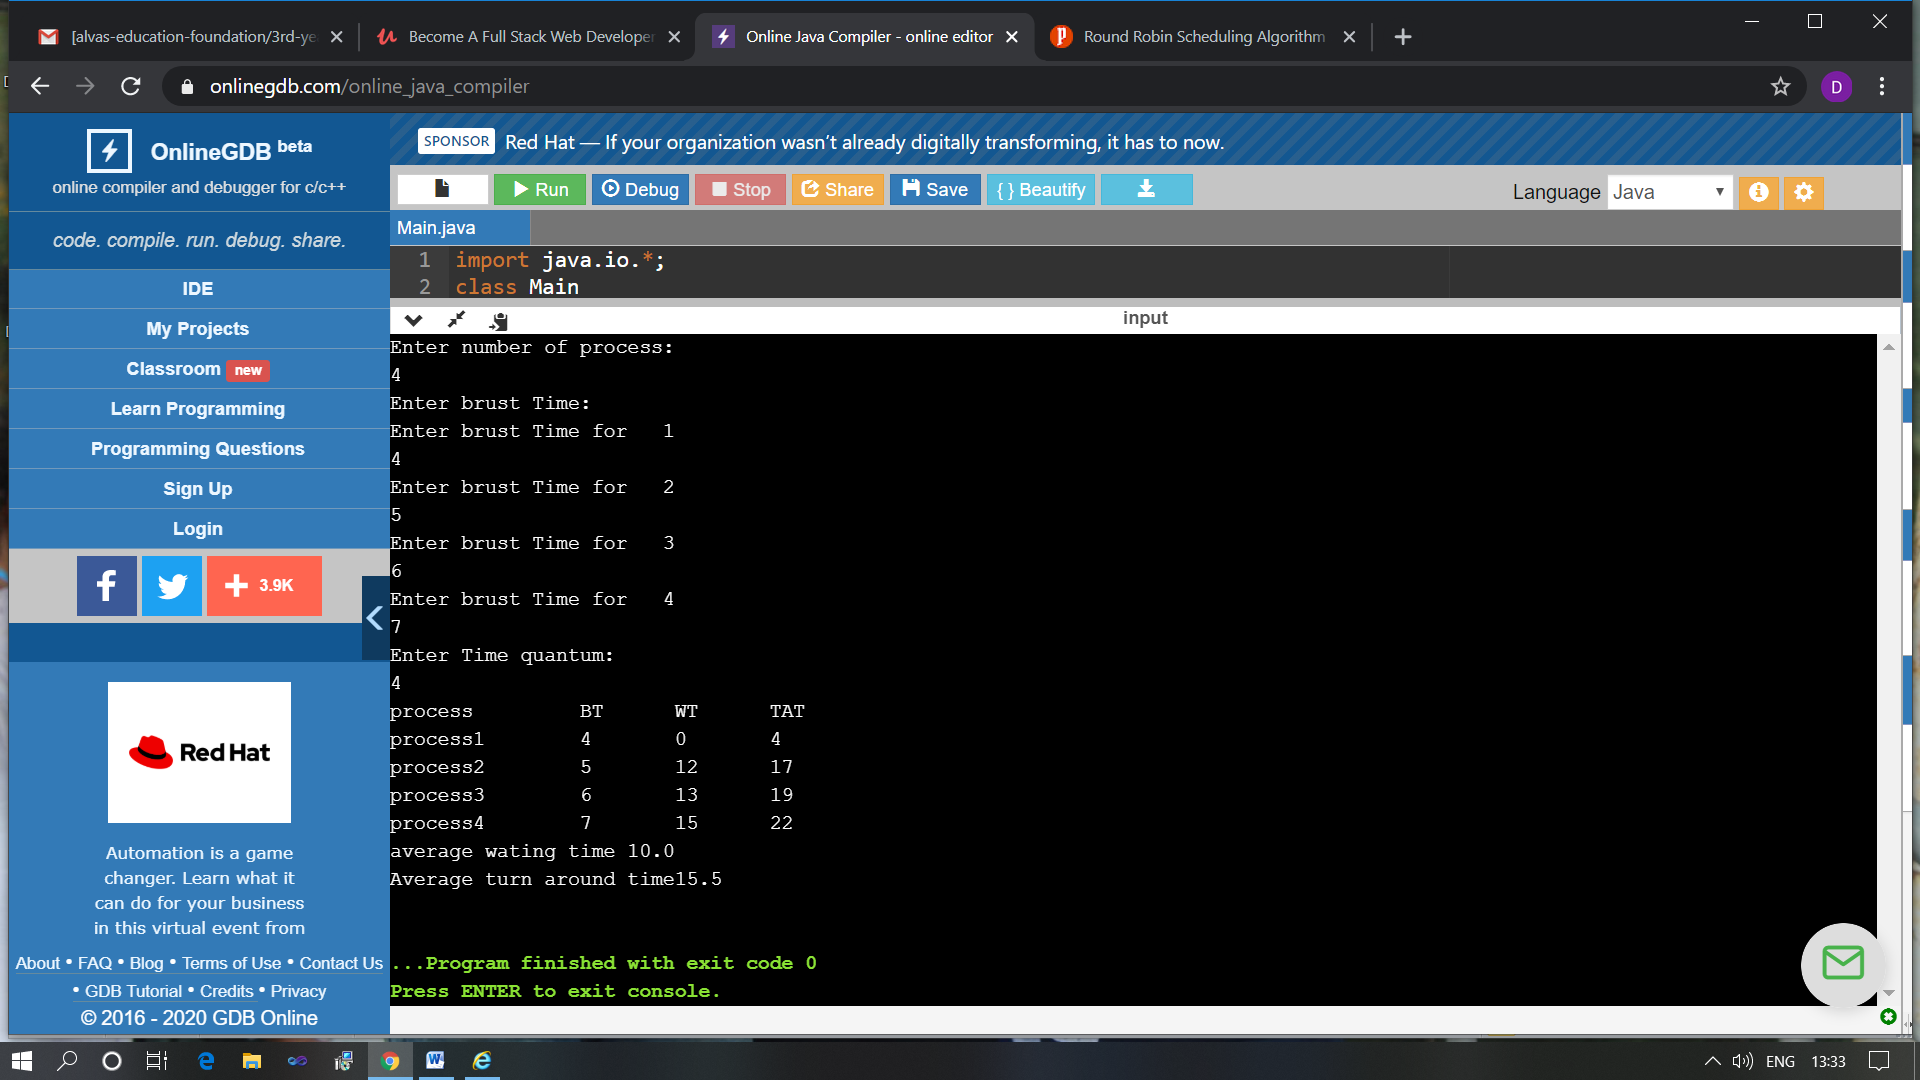 [alvas-education-foundation/3rd-ye
Become A Full Stack Web Developer
Online Java Compiler - online editor
Round Robin Scheduling Algorithm
onlinegdb.com/online_java_compiler
D
OnlineGDB beta
online compiler and debugger for c/c++
code. compile. run. debug. share.
IDE
My Projects
Classroom new
Learn Programming
Programming Questions
Sign Up
Login
f
3.9K
Red Hat
Automation is a game
changer. Learn what it
can do for your business
in this virtual event from
About • FAQ • Blog • Terms of Use • Contact Us
• GDB Tutorial • Credits • Privacy
© 2016 - 2020 GDB Online
SPONSOR Red Hat — If your organization wasn’t already digitally transforming, it has to now.
Run Debug Stop Share Save { } Beautify
Language Java
Main.java
1 import java.io.*;
2 class Main
input
Enter number of process:
4
Enter brust Time:
Enter brust Time for 1
4
Enter brust Time for 2
5
Enter brust Time for 3
6
Enter brust Time for 4
7
Enter Time quantum:
4
process BT WT TAT
process1 4 0 4
process2 5 12 17
process3 6 13 19
process4 7 15 22
average wating time 10.0
Average turn around time15.5
...Program finished with exit code 0
Press ENTER to exit console.
ENG 13:33